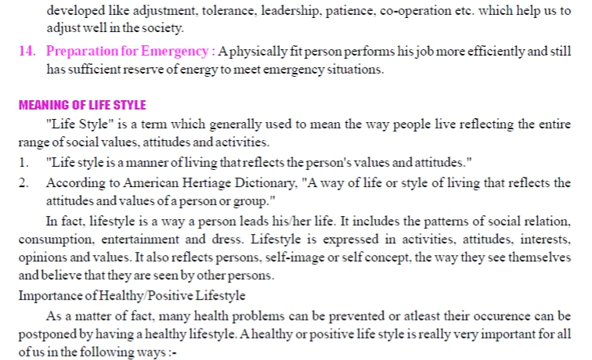 developed like adjustment, tolerance, leadership, patience, co-operation etc. which help us to
adjust well in the society.
14. Preparation for Emergency : A physically fit person performs his job more efficiently and still
has sufficient reserve of energy to meet emergency situations.
MEANING OF LIFE STYLE
"Life Style" is a term which generally used to mean the way people live reflecting the entire
range of social values, attitudes and activities.
1. "Life style is a manner of living that reflects the person's values and attitudes."
2. According to American Hertiage Dictionary, "A way of life or style of living that reflects the
attitudes and values of a person or group."
In fact, lifestyle is a way a person leads his/her life. It includes the patterns of social relation,
consumption, entertainment and dress. Lifestyle is expressed in activities, attitudes, interests,
opinions and values. It also reflects persons, self-image or self concept, the way they see themselves
and believe that they are seen by other persons.
Importance of Healthy/Positive Lifestyle
As a matter of fact, many health problems can be prevented or atleast their occurence can be
postponed by having a healthy lifestyle. A healthy or positive life style is really very important for all
of us in the following ways :-